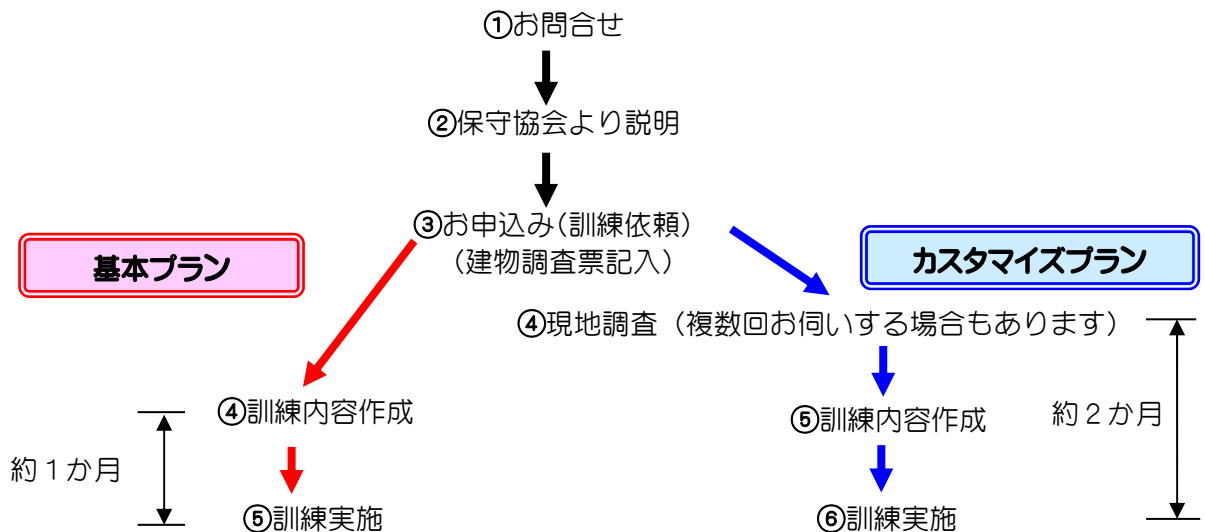 ①お問合せ
②保守協会より説明
③お申込み(訓練依頼)
(建物調査票記入)
基本プラン
カスタマイズプラン
④現地調査(複数回お伺いする場合もあります)
④訓練内容作成
⑤訓練内容作成
約2か月
約1か月
⑤訓練実施
⑥訓練実施